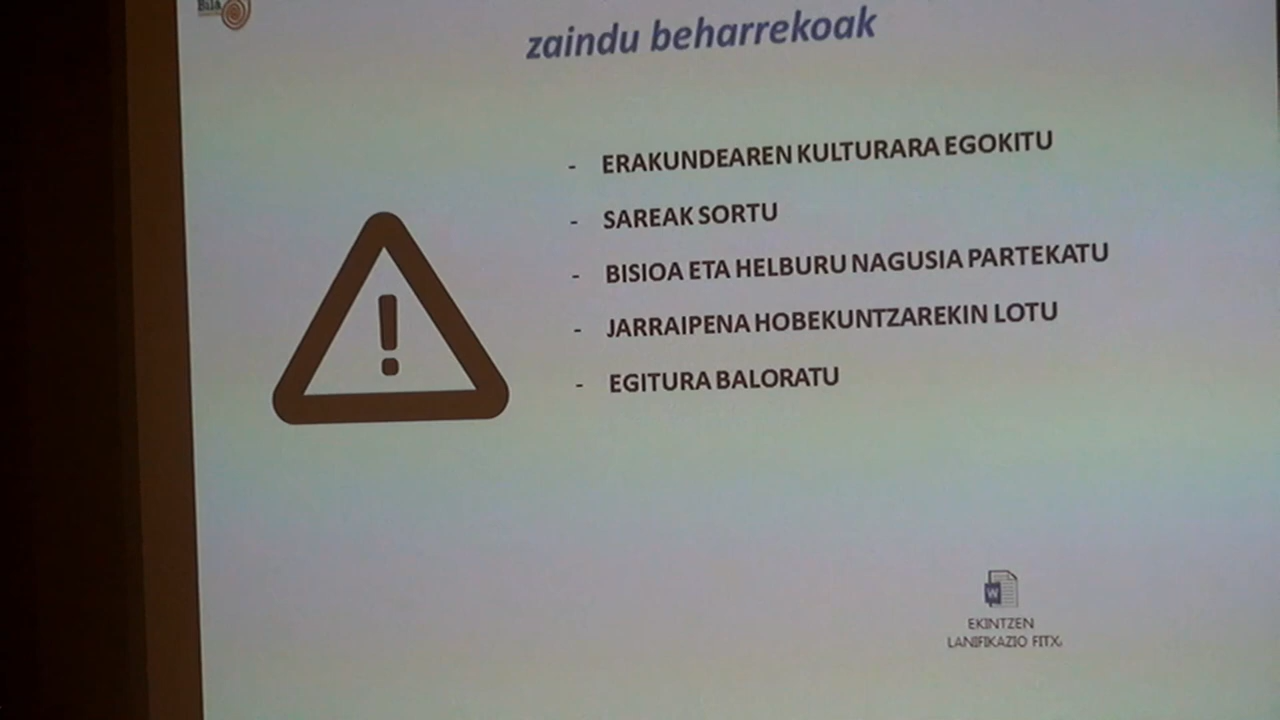 Bila
zaindu beharrekoak
- ERAKUNDEAREN KULTURARA EGOKITU
- SAREAK SORTU
- BISIOA ETA HELBURU NAGUSIA PARTEKATU
- JARRAIPENA HOBEKUNTZAREKIN LOTU
- EGITURA BALORATU
W
EKINTZEN
LANIFIKAZIO FITX